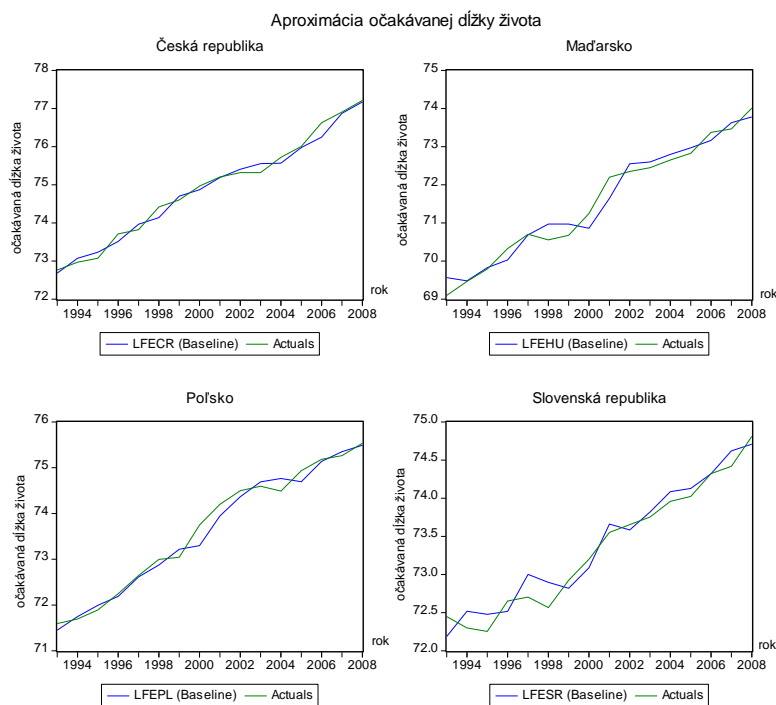 Aproximácia očakávanej dĺžky života
Česká republika
78
77
76
75
74
73
72
očakávaná dĺžka života
rok
1994 1996 1998 2000 2002 2004 2006 2008
LFECR (Baseline) Actuals
Maďarsko
75
74
73
72
71
70
69
očakávaná dĺžka života
rok
1994 1996 1998 2000 2002 2004 2006 2008
LFEHU (Baseline) Actuals
Poľsko
76
75
74
73
72
71
očakávaná dĺžka života
rok
1994 1996 1998 2000 2002 2004 2006 2008
LFEPL (Baseline) Actuals
Slovenská republika
75.0
74.5
74.0
73.5
73.0
72.5
72.0
očakávaná dĺžka života
rok
1994 1996 1998 2000 2002 2004 2006 2008
LFESR (Baseline) Actuals